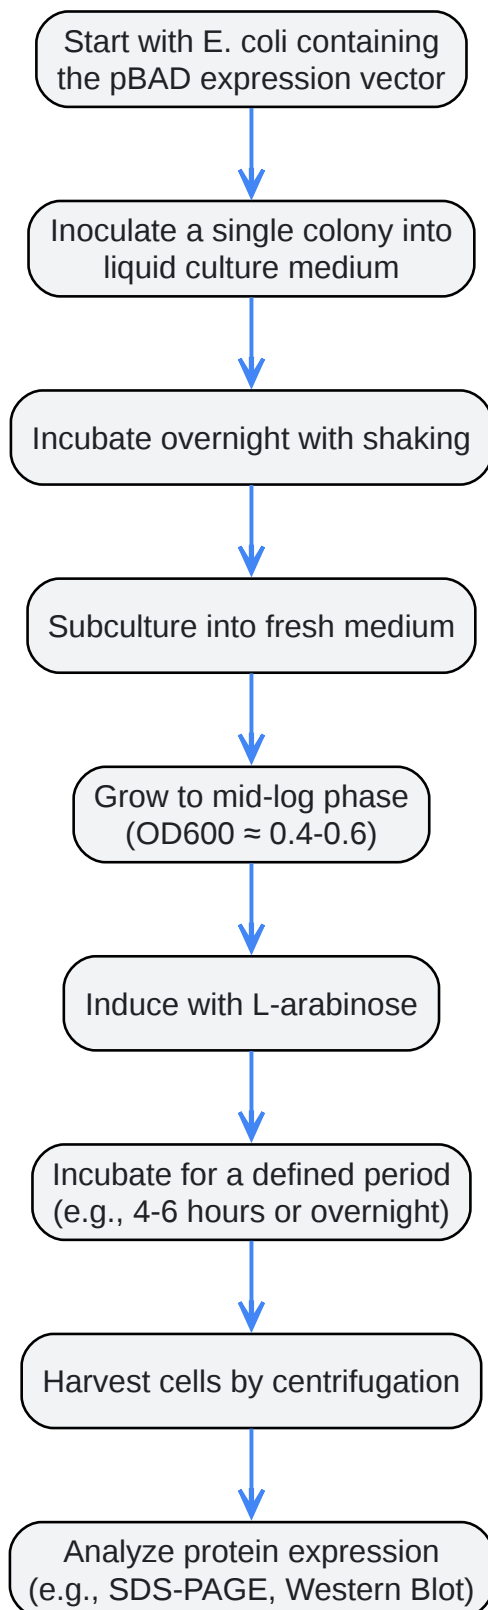 Start with E. coli containing
the pBAD expression vector
Inoculate a single colony into
liquid culture medium
Incubate overnight with shaking
Subculture into fresh medium
Grow to mid-log phase
(OD600 ≈ 0.4-0.6)
Induce with L-arabinose
Incubate for a defined period
(e.g., 4-6 hours or overnight)
Harvest cells by centrifugation
Analyze protein expression
(e.g., SDS-PAGE, Western Blot)